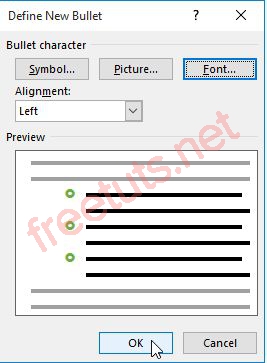 Define New Bullet
Bullet character
Symbol... Picture... Font...
Alignment:
Left
Preview
freetuts.net
OK Cancel